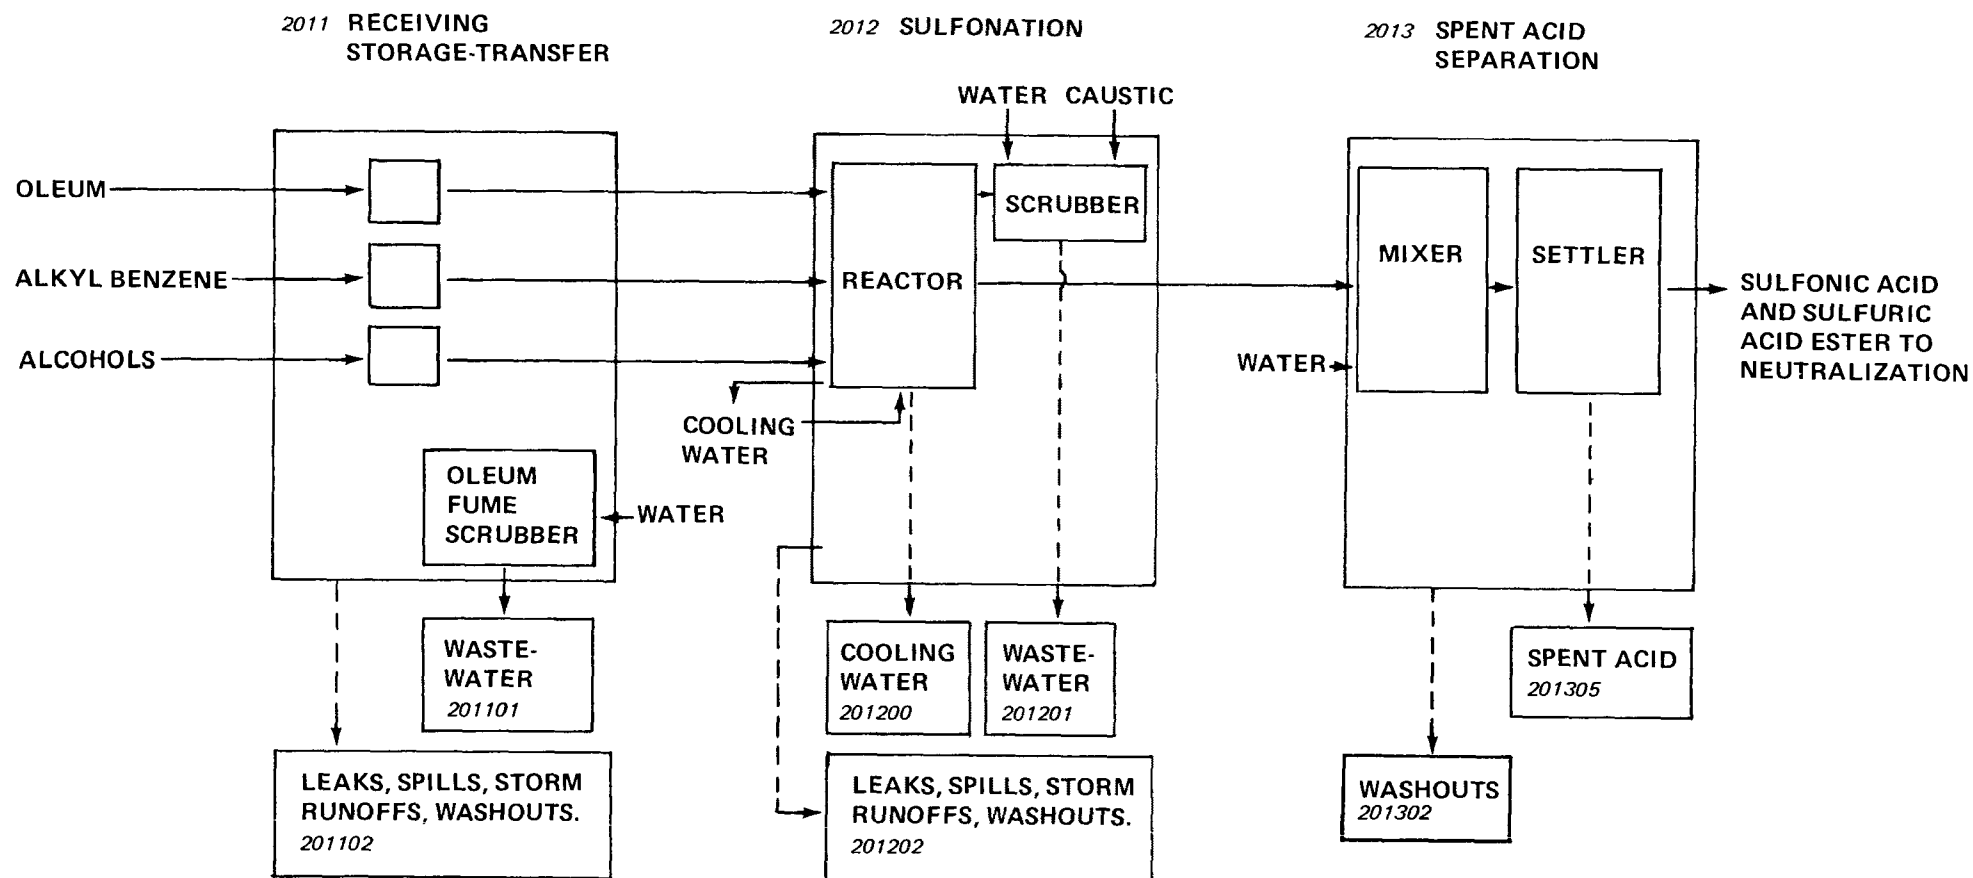 2011 RECEIVING
STORAGE-TRANSFER
2012 SULFONATION
2013 SPENT ACID
SEPARATION
WATER CAUSTIC
OLEUM
ALKYL BENZENE
ALCOHOLS
OLEUM
FUME
SCRUBBER
WATER
WASTE-
WATER
201101
LEAKS, SPILLS, STORM
RUNOFFS, WASHOUTS.
201102
REACTOR
SCRUBBER
COOLING
WATER
COOLING
WATER
201200
WASTE-
WATER
201201
LEAKS, SPILLS, STORM
RUNOFFS, WASHOUTS.
201202
MIXER
SETTLER
WATER
SULFONIC ACID
AND SULFURIC
ACID ESTER TO
NEUTRALIZATION
SPENT ACID
201305
WASHOUTS
201302